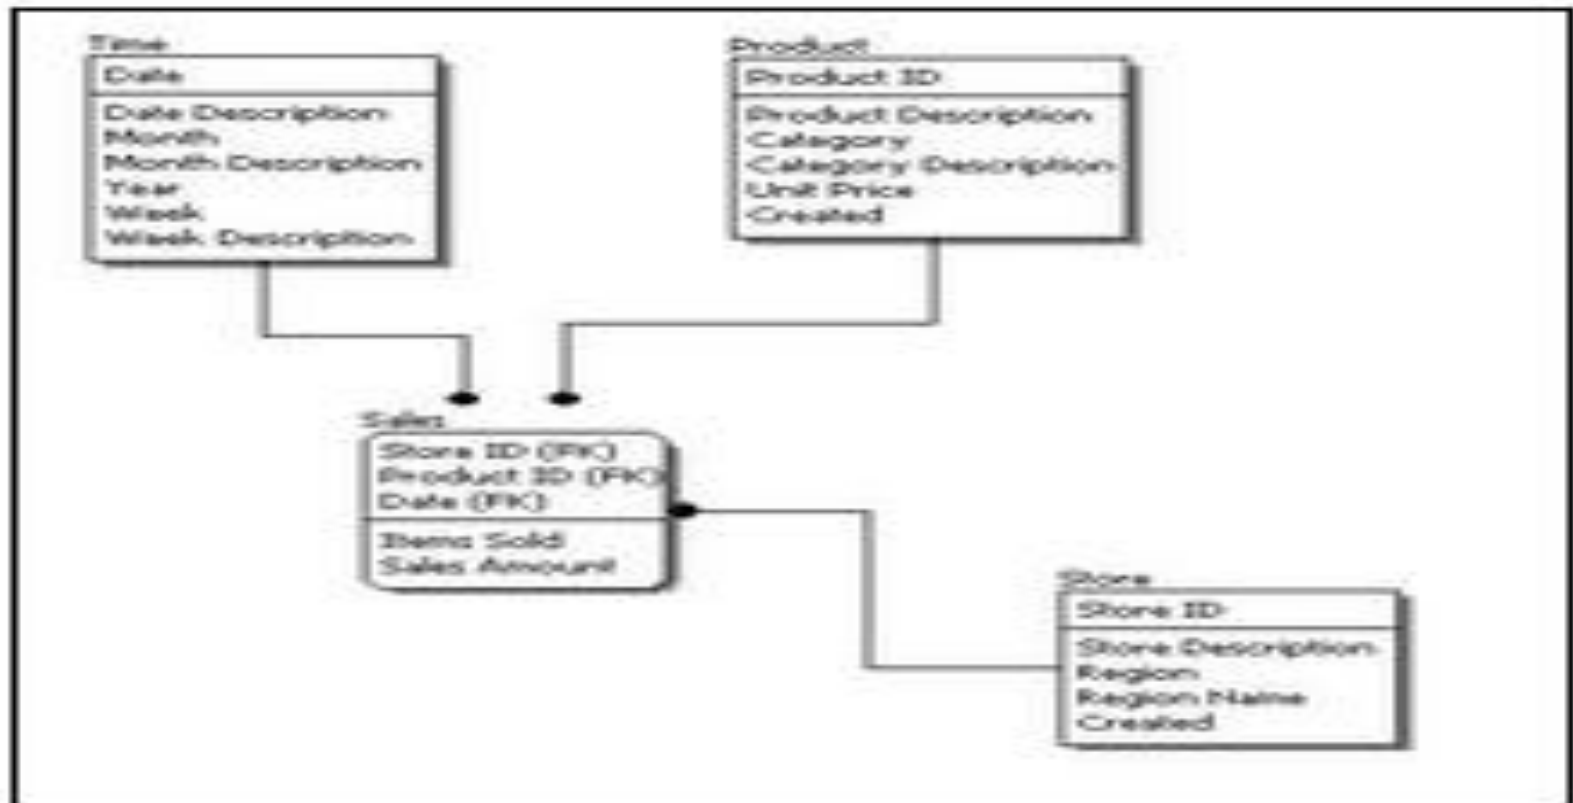 Time
Date
Date Description
Month
Month Description
Year
Week
Week Description
Product
Product ID
Product Description
Category
Category Description
Unit Price
Created
Sales
Store ID (FK)
Product ID (FK)
Date (FK)
Items Sold
Sales Amount
Store
Store ID
Store Description
Region
Region Name
Created